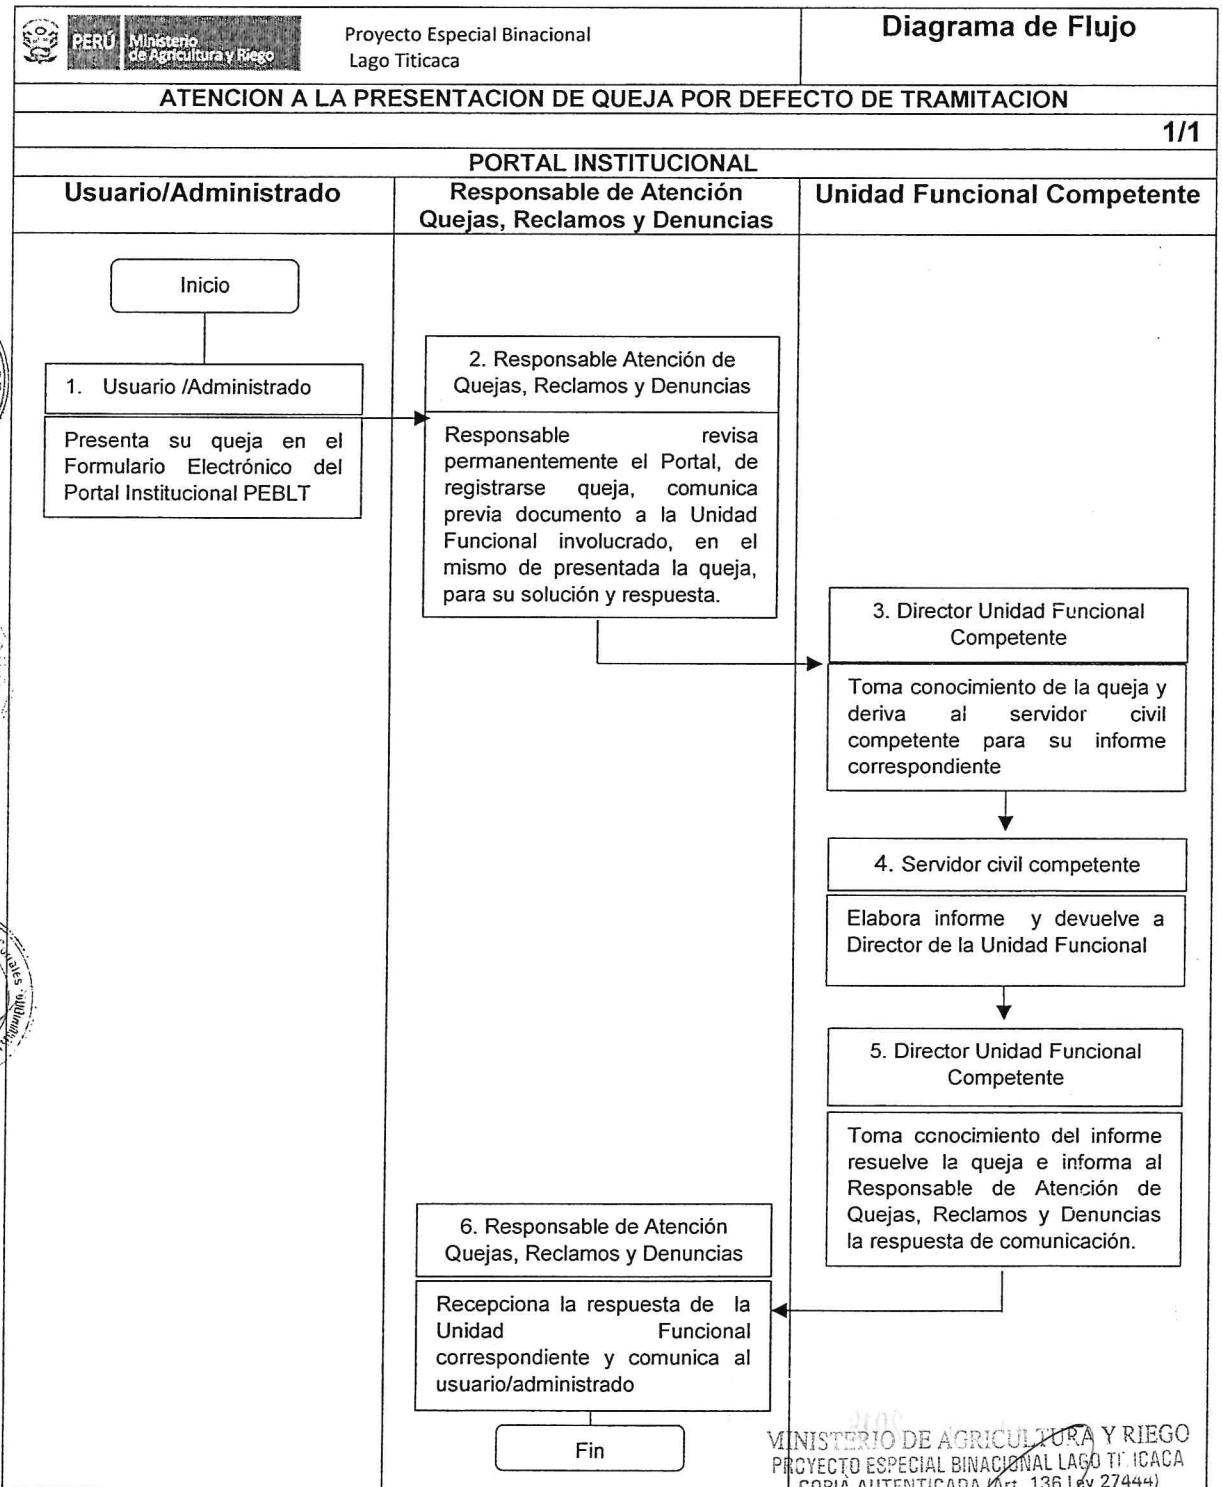 PERÚ
Ministerio
de Agricultura y Riego
Proyecto Especial Binacional
Lago Titicaca
Diagrama de Flujo
ATENCION A LA PRESENTACION DE QUEJA POR DEFECTO DE TRAMITACION
1/1
PORTAL INSTITUCIONAL
Usuario/Administrado
Responsable de Atención
Quejas, Reclamos y Denuncias
Unidad Funcional Competente
Inicio
1. Usuario /Administrado
Presenta su queja en el
Formulario Electrónico del
Portal Institucional PEBLT
2. Responsable Atención de
Quejas, Reclamos y Denuncias
Responsable revisa
permanentemente el Portal, de
registrarse queja, comunica
previa documento a la Unidad
Funcional involucrado, en el
mismo de presentada la queja,
para su solución y respuesta.
3. Director Unidad Funcional
Competente
Toma conocimiento de la queja y
deriva al servidor civil
competente para su informe
correspondiente
4. Servidor civil competente
Elabora informe y devuelve a
Director de la Unidad Funcional
5. Director Unidad Funcional
Competente
Toma conocimiento del informe
resuelve la queja e informa al
Responsable de Atención de
Quejas, Reclamos y Denuncias
la respuesta de comunicación.
6. Responsable de Atención
Quejas, Reclamos y Denuncias
Recepciona la respuesta de la
Unidad Funcional
correspondiente y comunica al
usuario/administrado
Fin
MINISTERIO DE AGRICULTURA Y RIEGO
PROYECTO ESPECIAL BINACIONAL LAGO TITICACA
COPIA AUTENTICADA (Art. 136 Ley 27444)